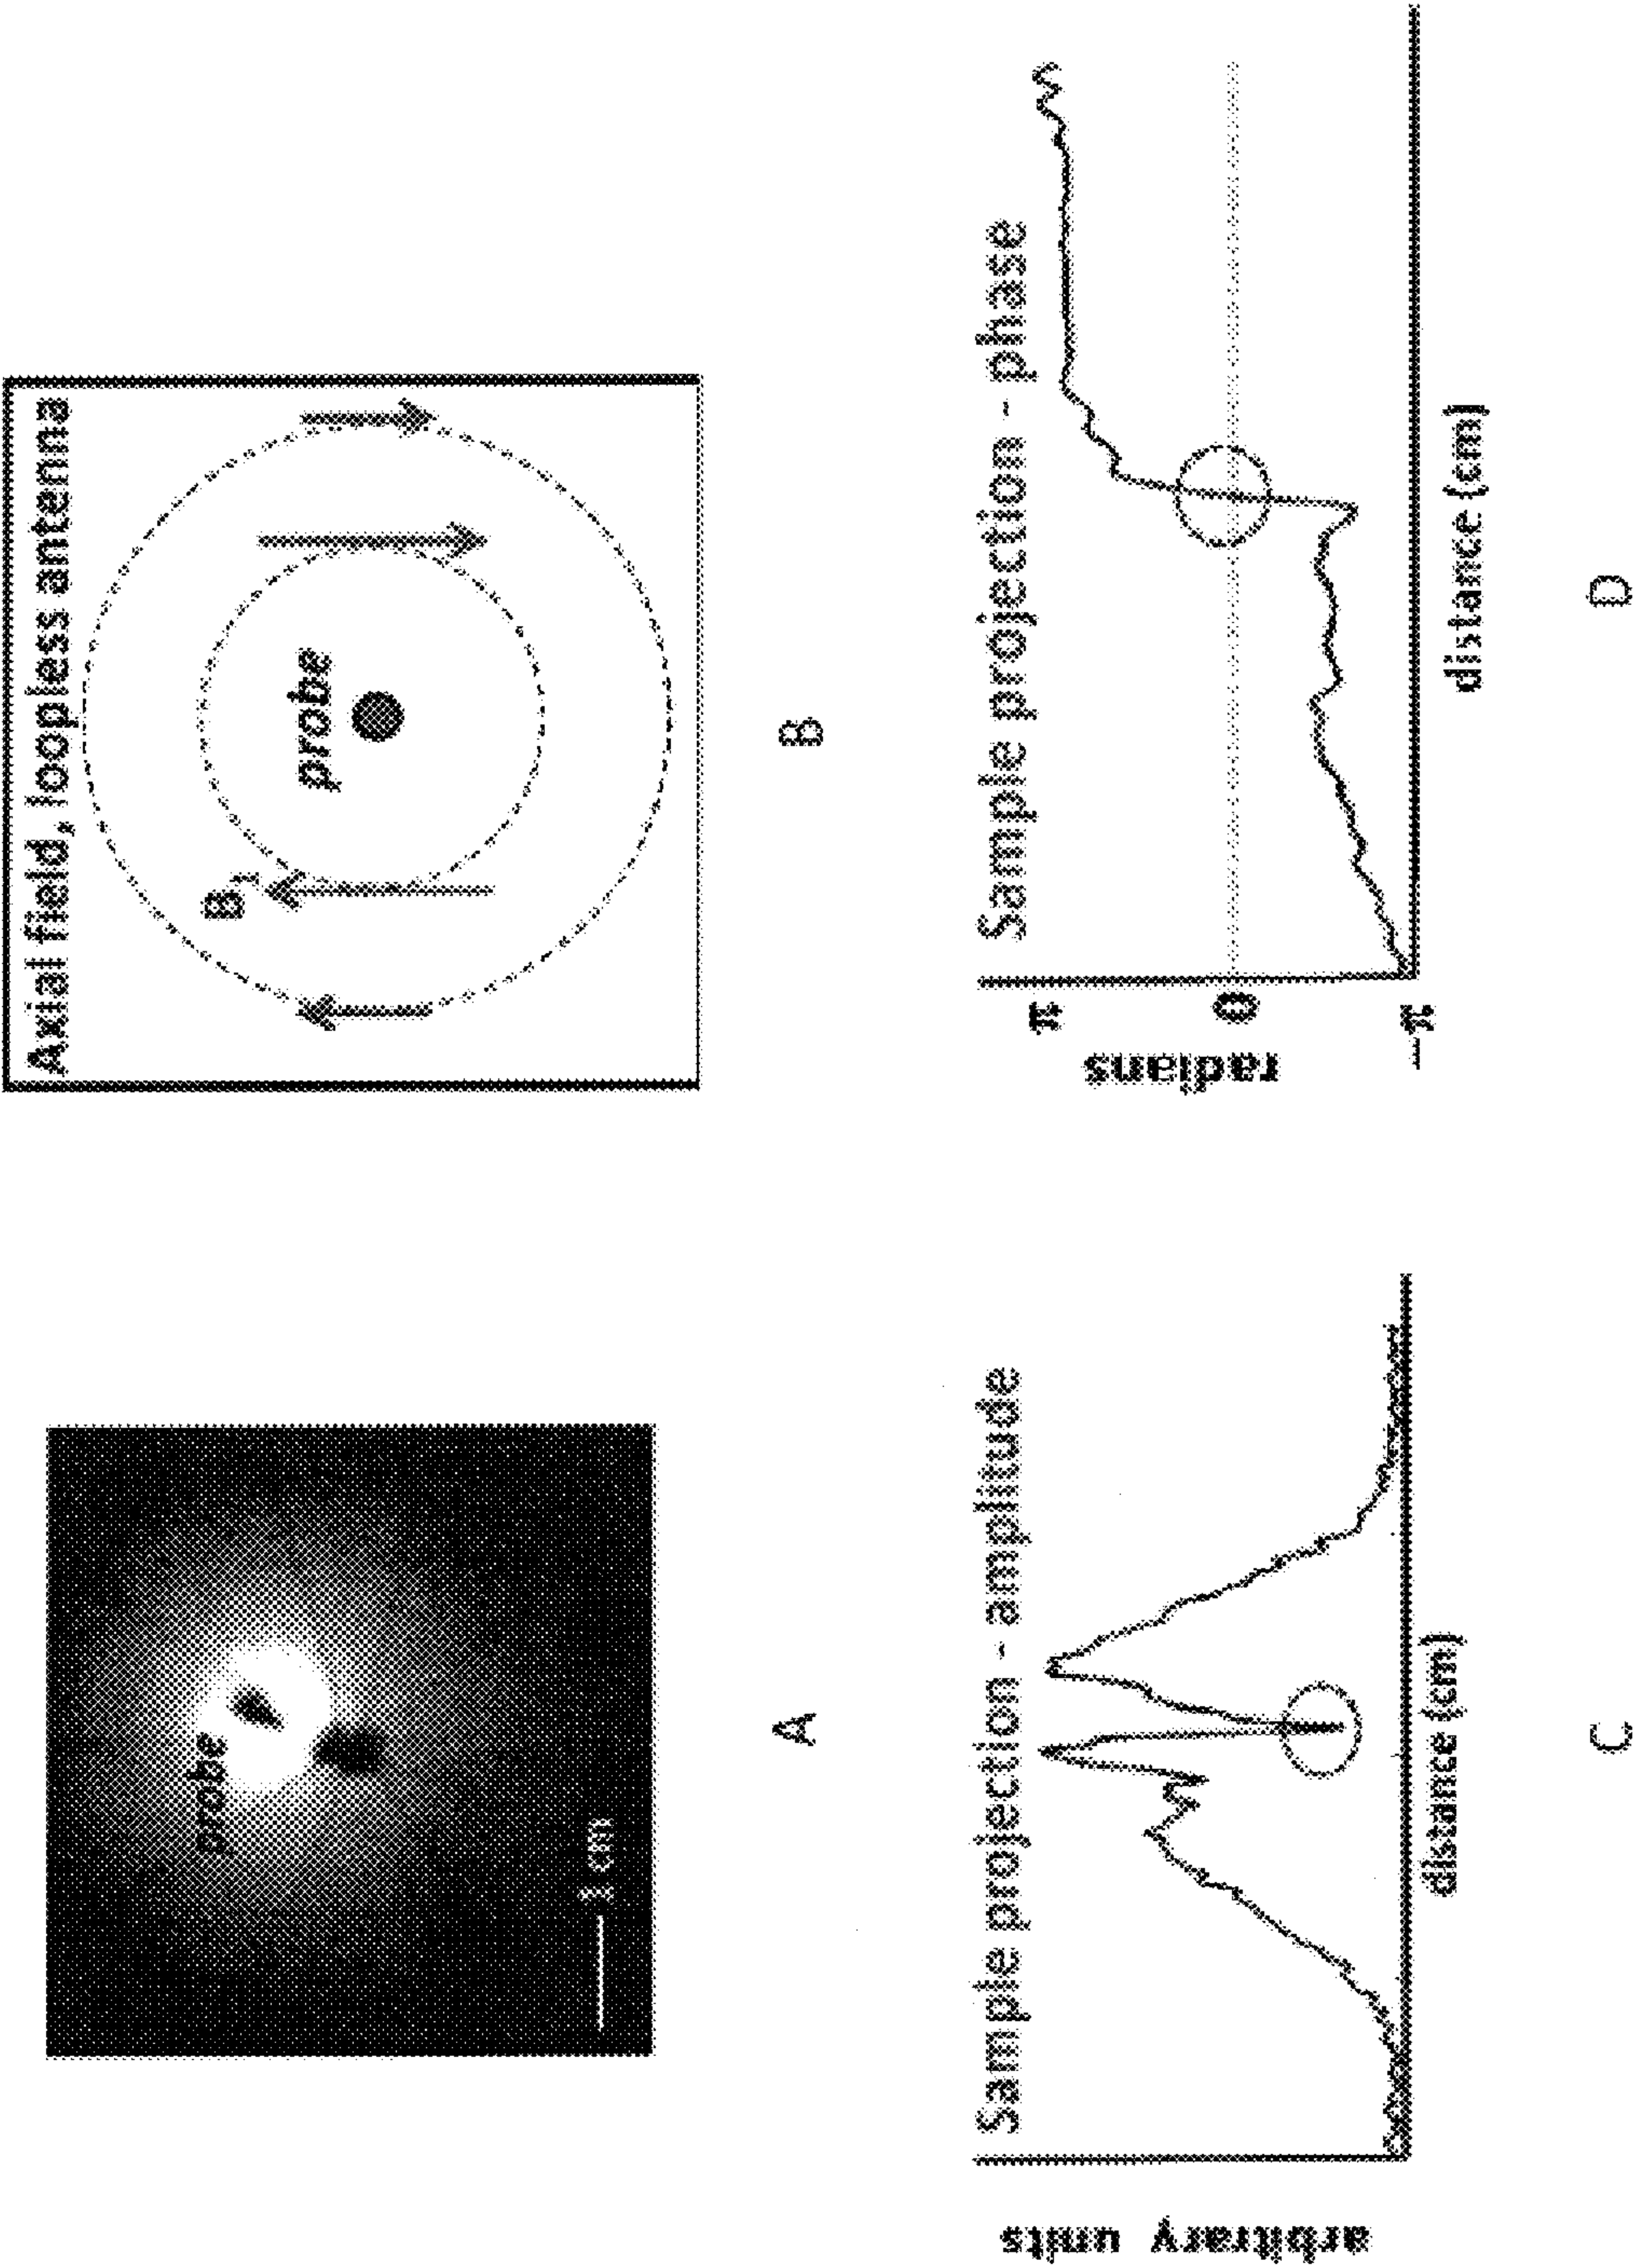 probe
1 cm
A
Axial field, loopless antenna
B1
probe
B
Sample projection - amplitude
arbitrary units
distance (cm)
C
Sample projection - phase
π
0
-π
radians
distance (cm)
D